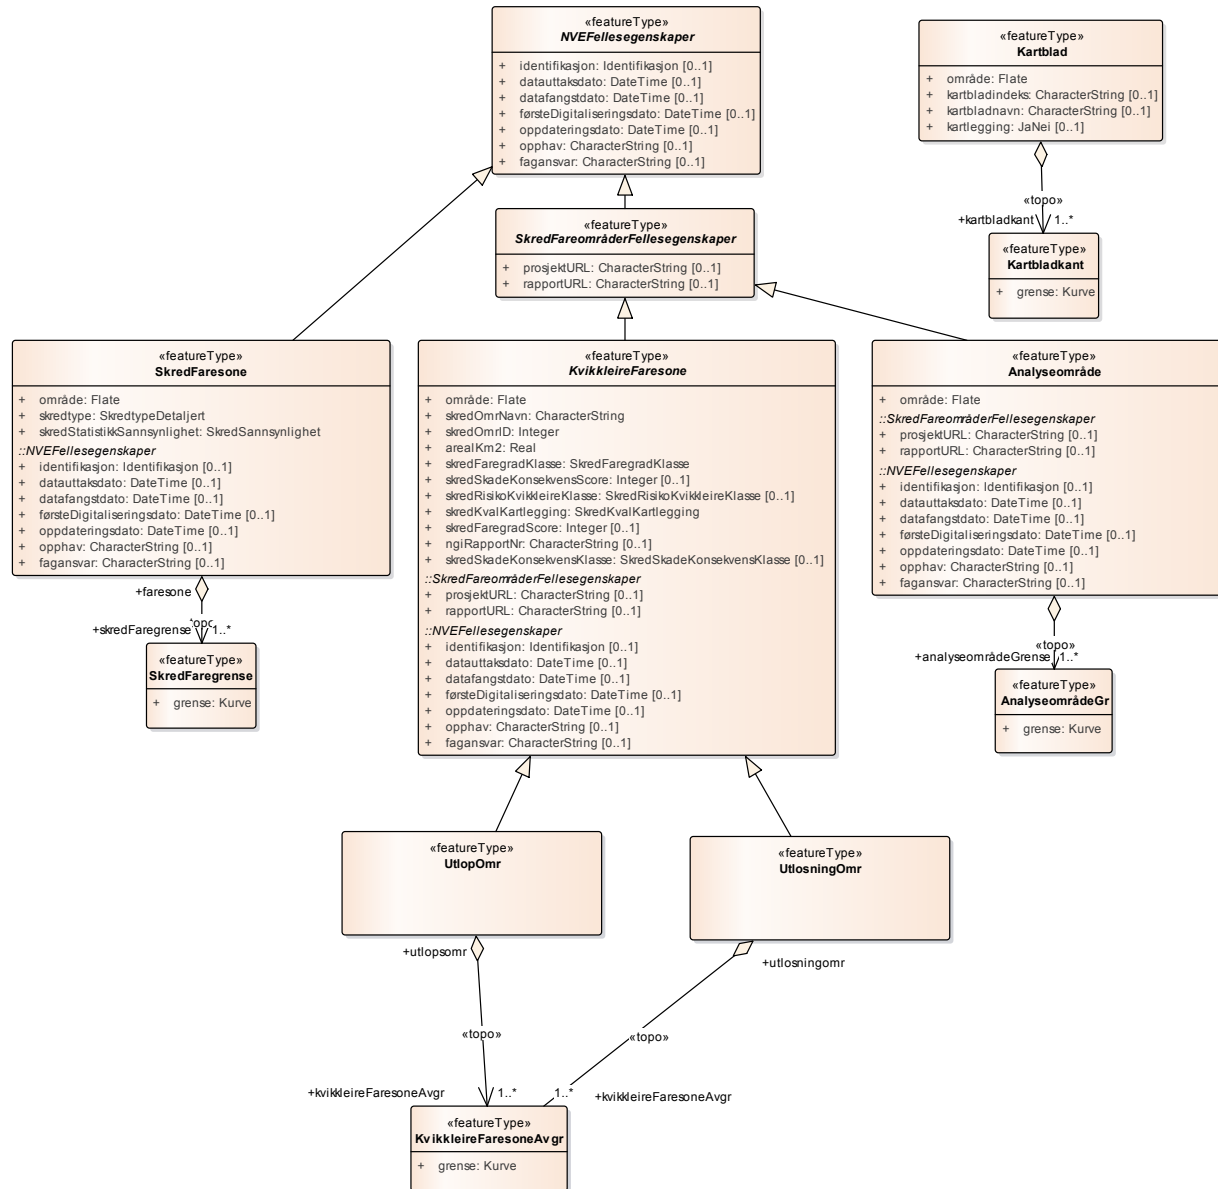 «featureType»
NVEFellesegenskaper
+ identifikasjon: Identifikasjon [0..1]
+ datauttaksdato: DateTime [0..1]
+ datafangstdato: DateTime [0..1]
+ førsteDigitaliseringsdato: DateTime [0..1]
+ oppdateringsdato: DateTime [0..1]
+ opphav: CharacterString [0..1]
+ fagansvar: CharacterString [0..1]
«featureType»
Kartblad
+ område: Flate
+ kartbladindeks: CharacterString [0..1]
+ kartbladnavn: CharacterString [0..1]
+ kartlegging: JaNei [0..1]
«topo»
+kartbladkant 1..*
«featureType»
Kartbladkant
+ grense: Kurve
«featureType»
SkredFareområderFellesegenskaper
+ prosjektURL: CharacterString [0..1]
+ rapportURL: CharacterString [0..1]
«featureType»
SkredFaresone
+ område: Flate
+ skredtype: SkredtypeDetaljert
+ skredStatistikkSannsynlighet: SkredSannsynlighet
::NVEFellesegenskaper
+ identifikasjon: Identifikasjon [0..1]
+ datauttaksdato: DateTime [0..1]
+ datafangstdato: DateTime [0..1]
+ førsteDigitaliseringsdato: DateTime [0..1]
+ oppdateringsdato: DateTime [0..1]
+ opphav: CharacterString [0..1]
+ fagansvar: CharacterString [0..1]
+faresone
+skredFaregrense 1..*
«featureType»
SkredFaregrense
+ grense: Kurve
«featureType»
KvikkleireFaresone
+ område: Flate
+ skredOmrNavn: CharacterString
+ skredOmrID: Integer
+ arealKm2: Real
+ skredFaregradKlasse: SkredFaregradKlasse
+ skredSkadeKonsekvensScore: Integer [0..1]
+ skredRisikoKvikkleireKlasse: SkredRisikoKvikkleireKlasse [0..1]
+ skredKvalKartlegging: SkredKvalKartlegging
+ skredFaregradScore: Integer [0..1]
+ ngiRapportNr: CharacterString [0..1]
+ skredSkadeKonsekvensKlasse: SkredSkadeKonsekvensKlasse [0..1]
::SkredFareområderFellesegenskaper
+ prosjektURL: CharacterString [0..1]
+ rapportURL: CharacterString [0..1]
::NVEFellesegenskaper
+ identifikasjon: Identifikasjon [0..1]
+ datauttaksdato: DateTime [0..1]
+ datafangstdato: DateTime [0..1]
+ førsteDigitaliseringsdato: DateTime [0..1]
+ oppdateringsdato: DateTime [0..1]
+ opphav: CharacterString [0..1]
+ fagansvar: CharacterString [0..1]
«featureType»
Analyseområde
+ område: Flate
::SkredFareområderFellesegenskaper
+ prosjektURL: CharacterString [0..1]
+ rapportURL: CharacterString [0..1]
::NVEFellesegenskaper
+ identifikasjon: Identifikasjon [0..1]
+ datauttaksdato: DateTime [0..1]
+ datafangstdato: DateTime [0..1]
+ førsteDigitaliseringsdato: DateTime [0..1]
+ oppdateringsdato: DateTime [0..1]
+ opphav: CharacterString [0..1]
+ fagansvar: CharacterString [0..1]
«topo»
+analyseområdeGrense 1..*
«featureType»
AnalyseområdeGr
+ grense: Kurve
«featureType»
UtlopOmr
«featureType»
UtlosningOmr
+utlopsomr
+utlosningomr
«topo»
«topo»
+kvikkleireFaresoneAvgr 1..*
1..* +kvikkleireFaresoneAvgr
«featureType»
KvikkleireFaresoneAvgr
+ grense: Kurve